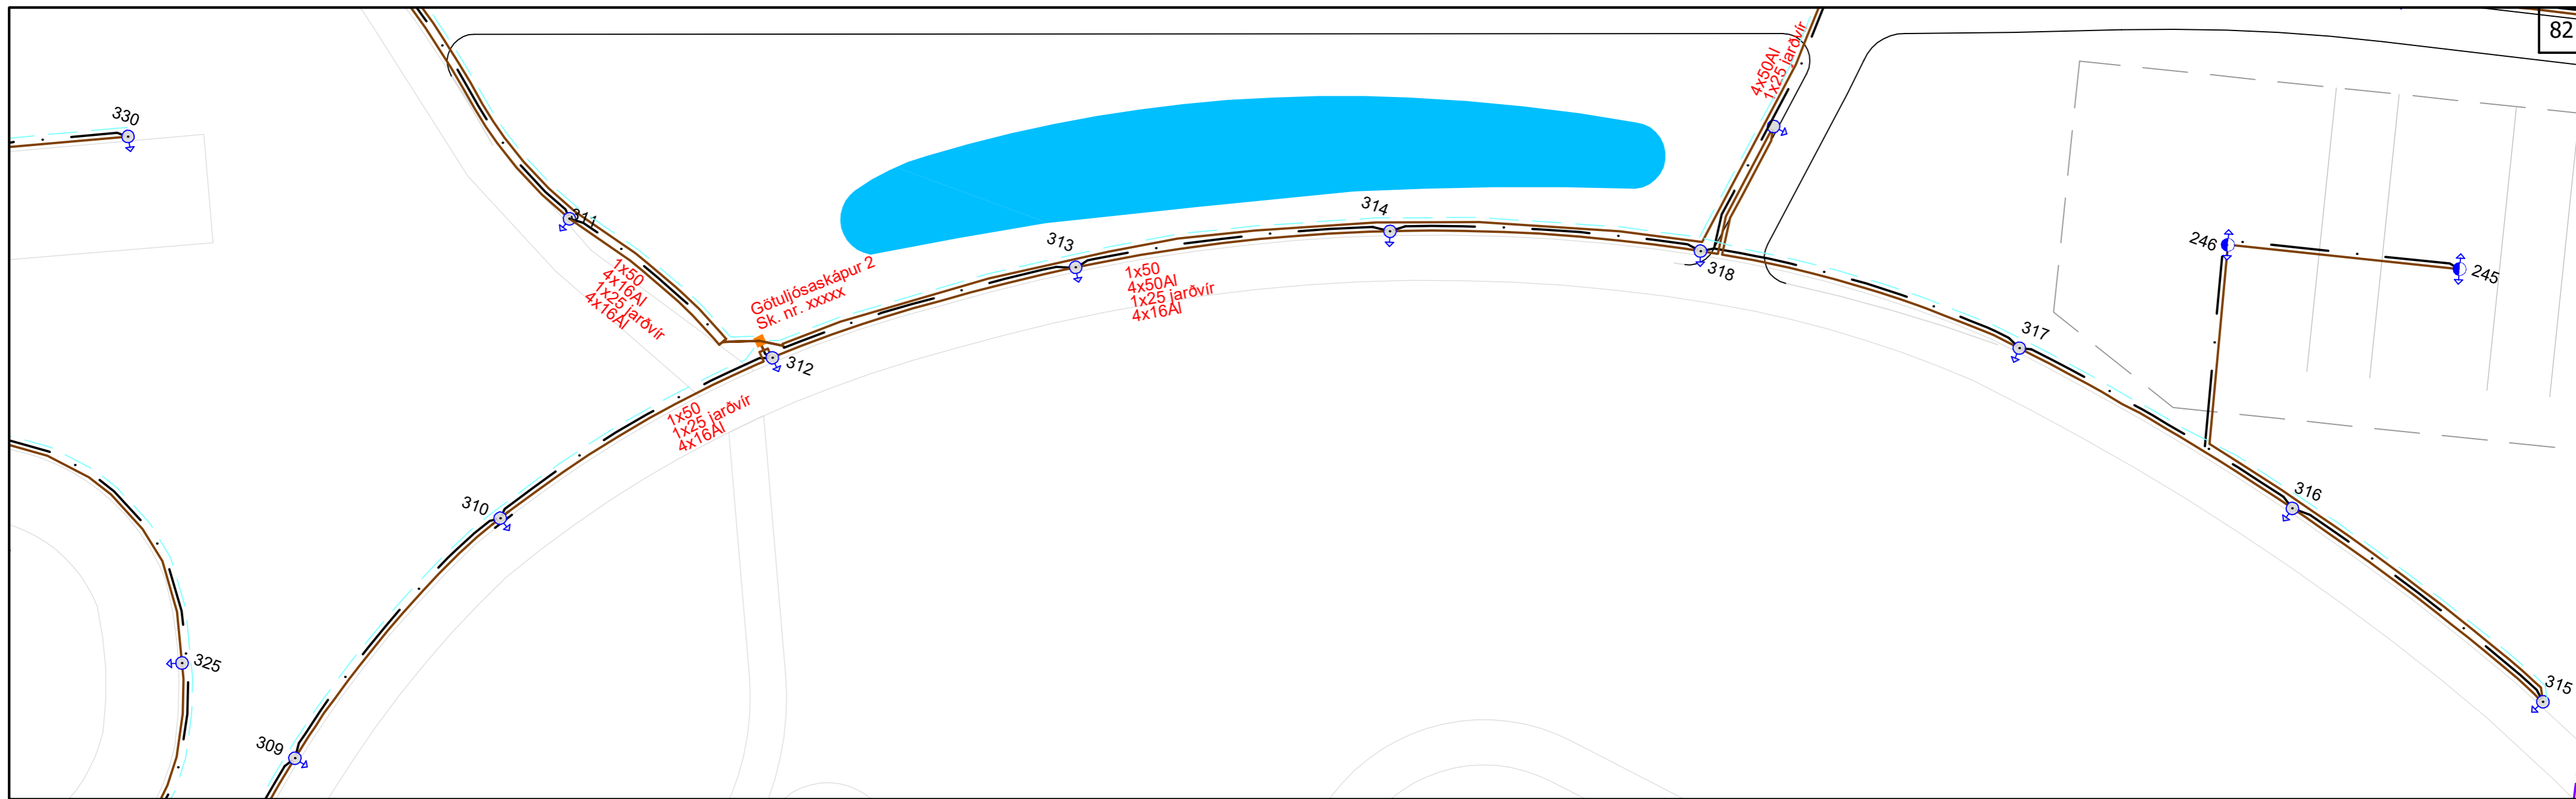 82
4x50Al
1x25 jarðvír
330
311
314
313
246
245
318
1x50
4x16Al
1x25 jarðvír
4x16Al
Götuljósaskápur 2
Sk. nr. xxxxx
1x50
4x50Al
1x25 jarðvír
4x16Al
317
312
1x50
1x25 jarðvír
4x16Al
310
316
325
315
309